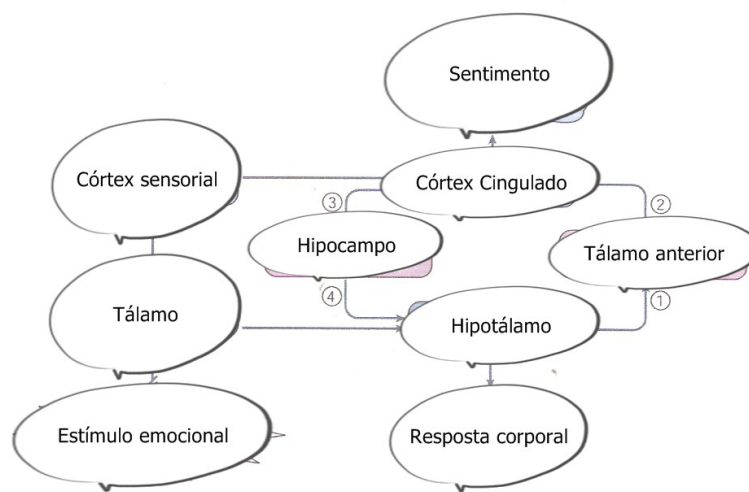 Sentimento
Córtex sensorial
Córtex Cingulado
③
②
Hipocampo
Tálamo anterior
Tálamo
④
①
Hipotálamo
Estímulo emocional
Resposta corporal